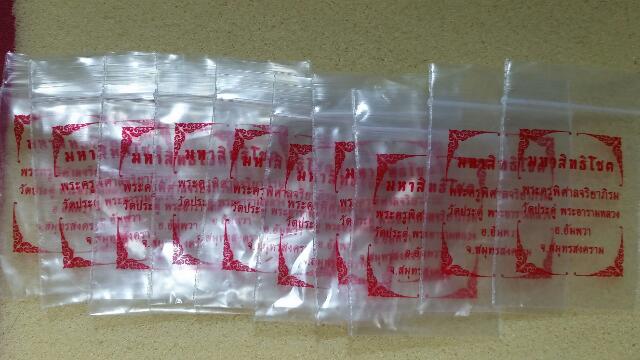 มหาสิทธิโชค
พระครูพิศาลจริยาภิรม
วัดประดู่ พระอารามหลวง
อ.อัมพวา
จ.สมุทรสงคราม